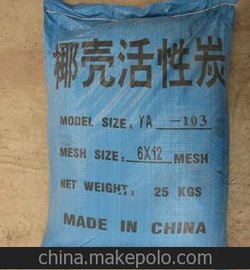 椰壳活性炭
MODEL SIZE: YA -103
MESH SIZE: 6X12 MESH
NET WEIGHT: 25 KGS
MADE IN CHINA
china.makepolo.com